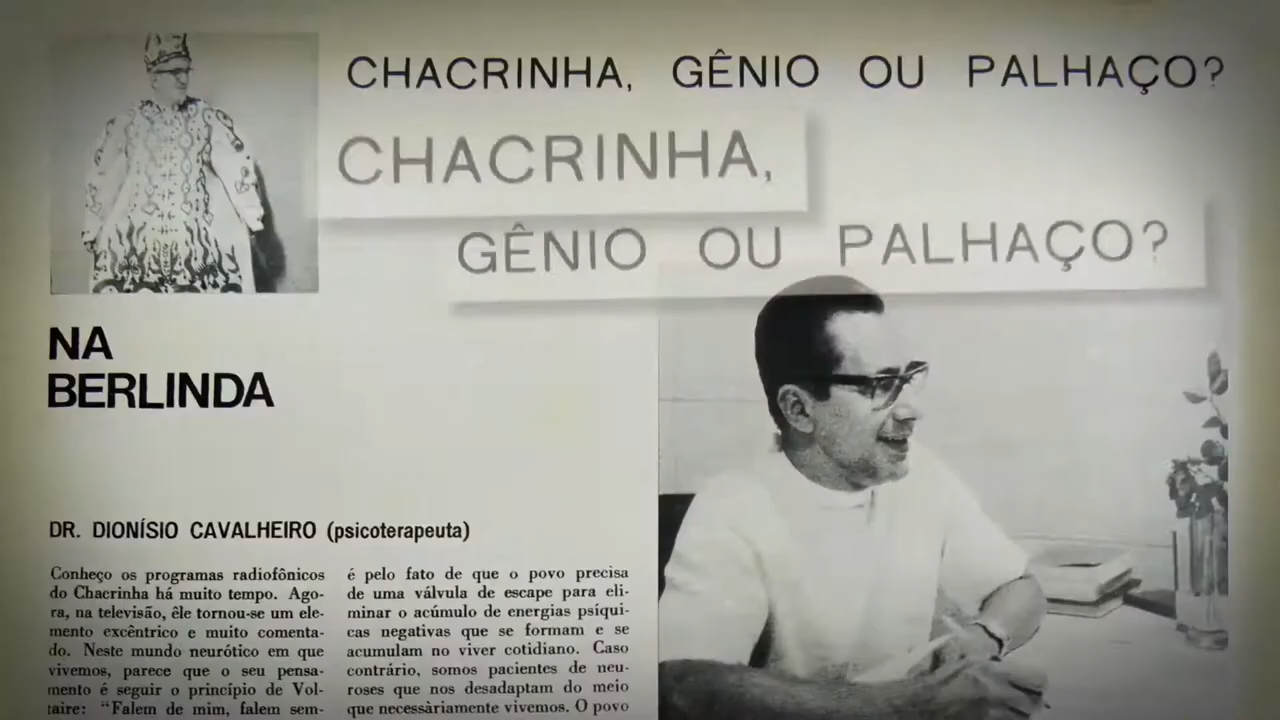 CHACRINHA, GÊNIO OU PALHAÇO?
CHACRINHA,
GÊNIO OU PALHAÇO?
NA
BERLINDA
DR. DIONÍSIO CAVALHEIRO (psicoterapeuta)
Conheço os programas radiofônicos
do Chacrinha há muito tempo. Ago-
ra, na televisão, êle tornou-se um ele-
mento excêntrico e muito comenta-
do. Neste mundo neurótico em que
vivemos, parece que o seu pensa-
mento é seguir o princípio de Vol-
taire: “Falem de mim, falem sem-
é pelo fato de que o povo precisa
de uma válvula de escape para eli-
minar o acúmulo de energias psíqui-
cas negativas que se formam e se
acumulam no viver cotidiano. Caso
contrário, somos pacientes de neu-
roses que nos desadaptam do meio
que necessàriamente vivemos. O povo